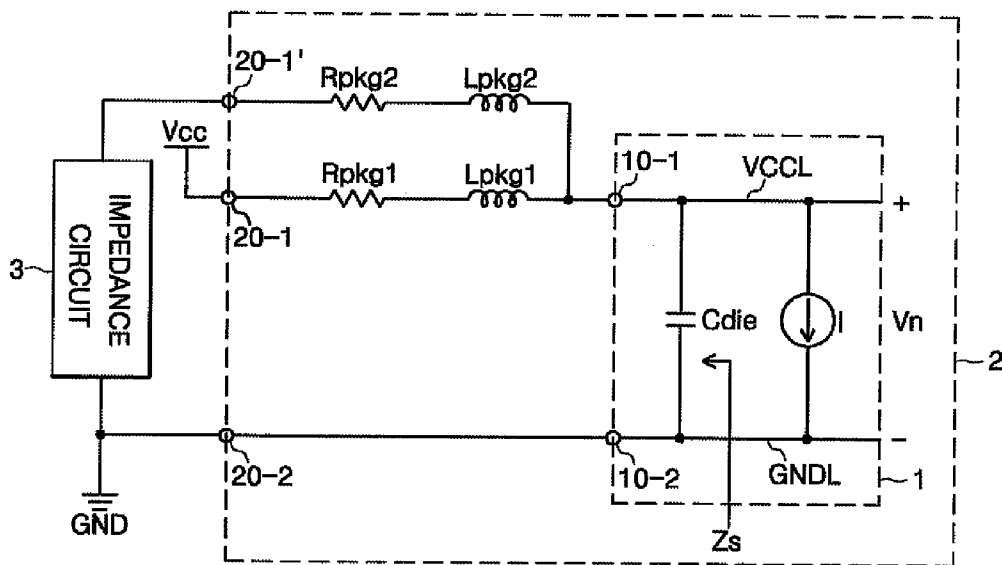 20-1'
Rpkg2
Lpkg2
Vcc
Rpkg1
Lpkg1
10-1
VCCL
+
20-1
3
IMPEDANCE
CIRCUIT
Cdie
I
Vn
2
20-2
10-2
GNDL
−
1
GND
Zs